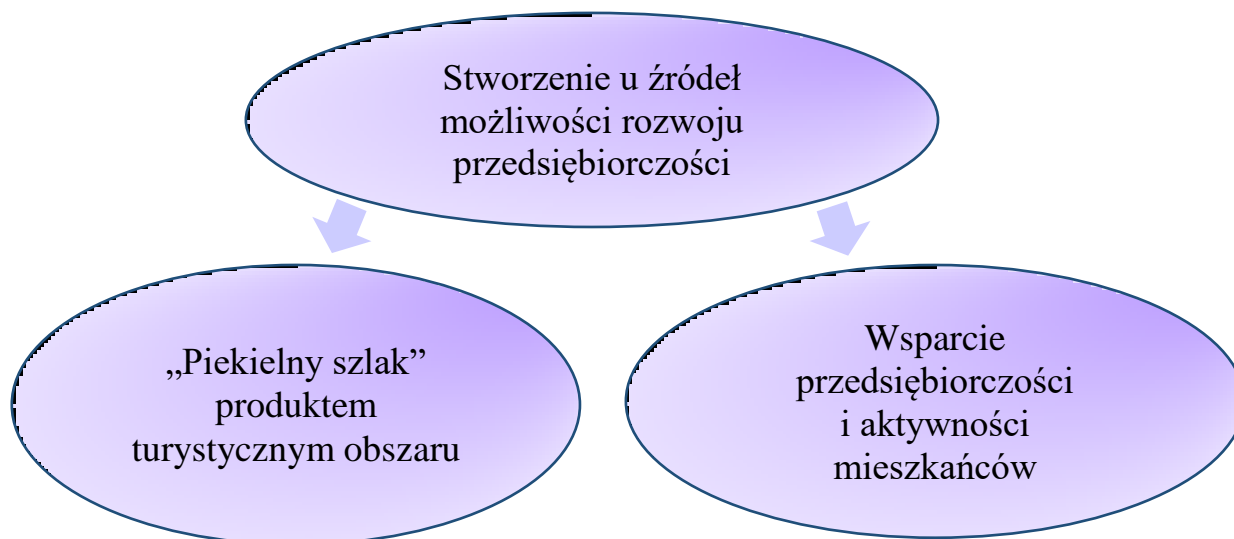 Stworzenie u źródeł
możliwości rozwoju
przedsiębiorczości
„Piekielny szlak”
produktem
turystycznym obszaru
Wsparcie
przedsiębiorczości
i aktywności
mieszkańców